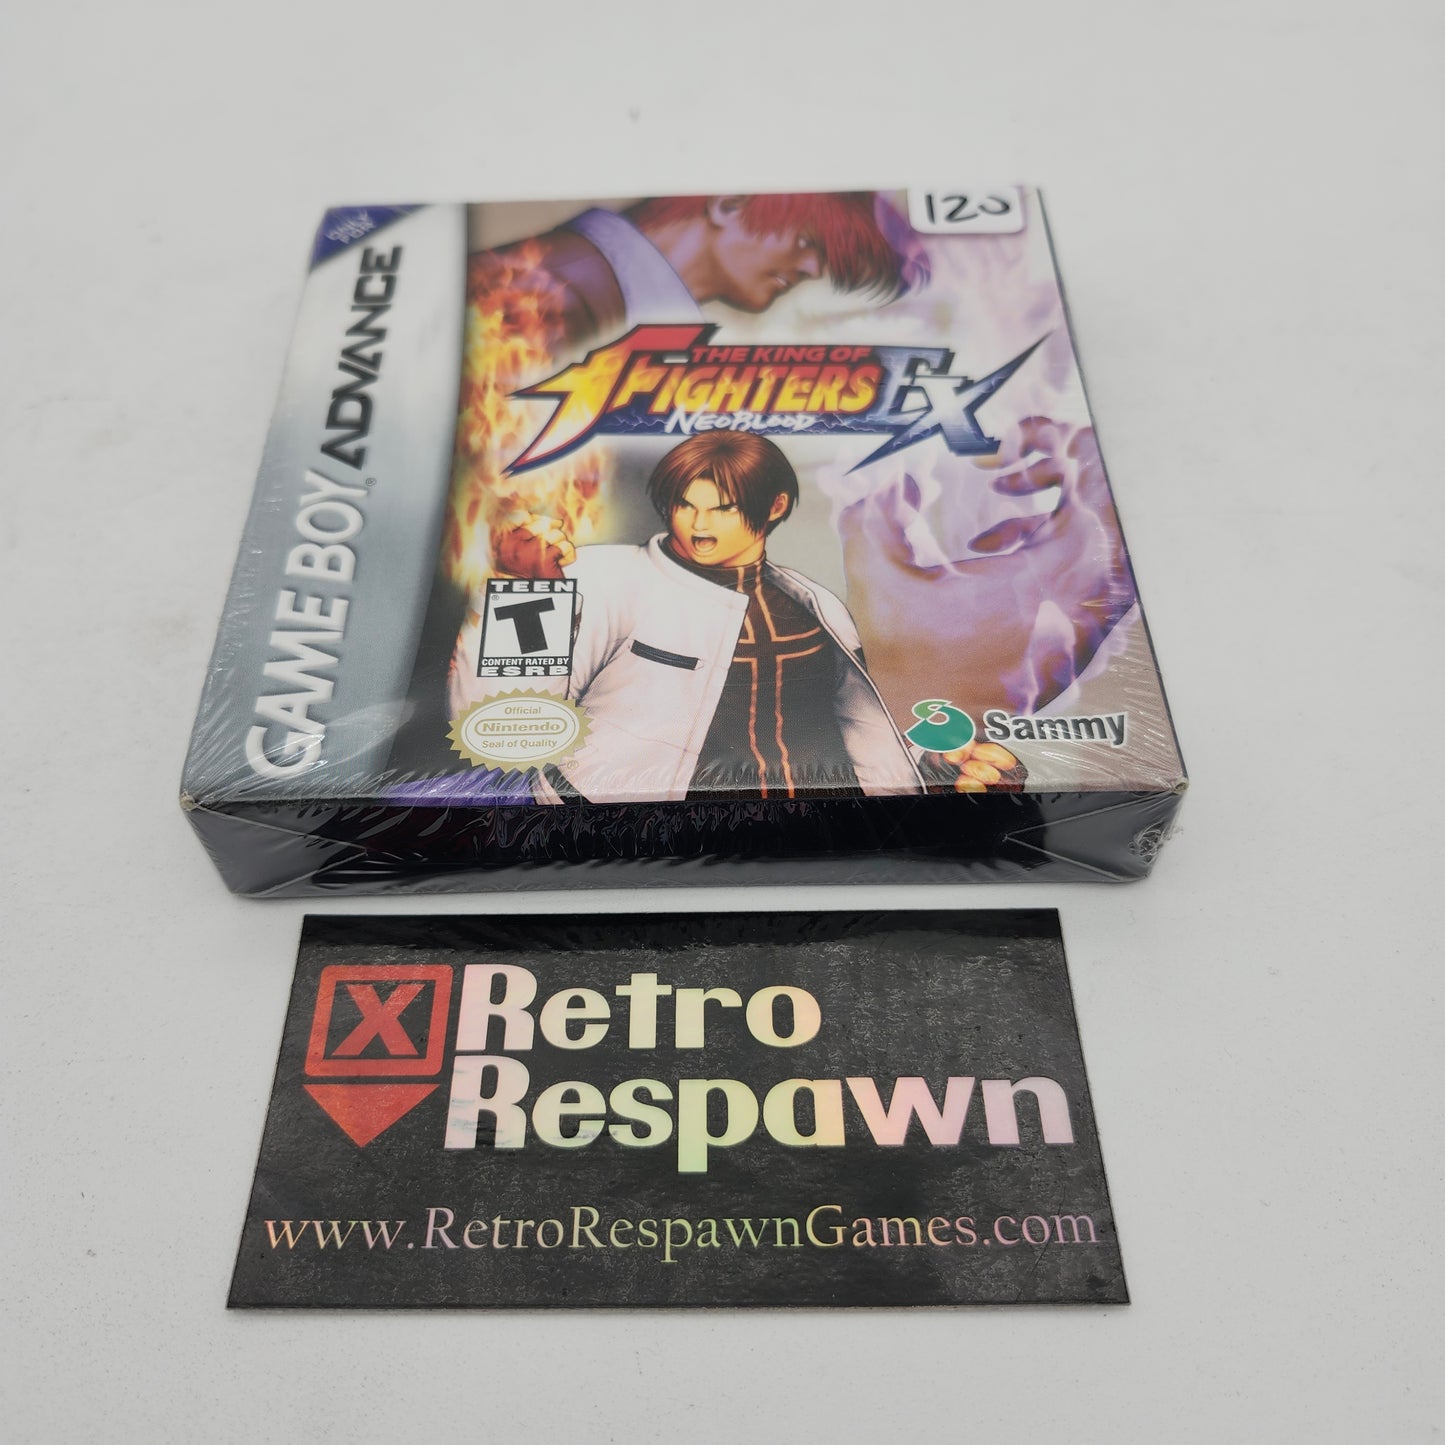 120
ONLY FOR
GAME BOY ADVANCE
®
THE KING OF
FIGHTERS EX
NEOBLOOD
TEEN
T
®
CONTENT RATED BY
ESRB
Official
Nintendo
Seal of Quality
®
Sammy
X Retro
Respawn
www.RetroRespawnGames.com